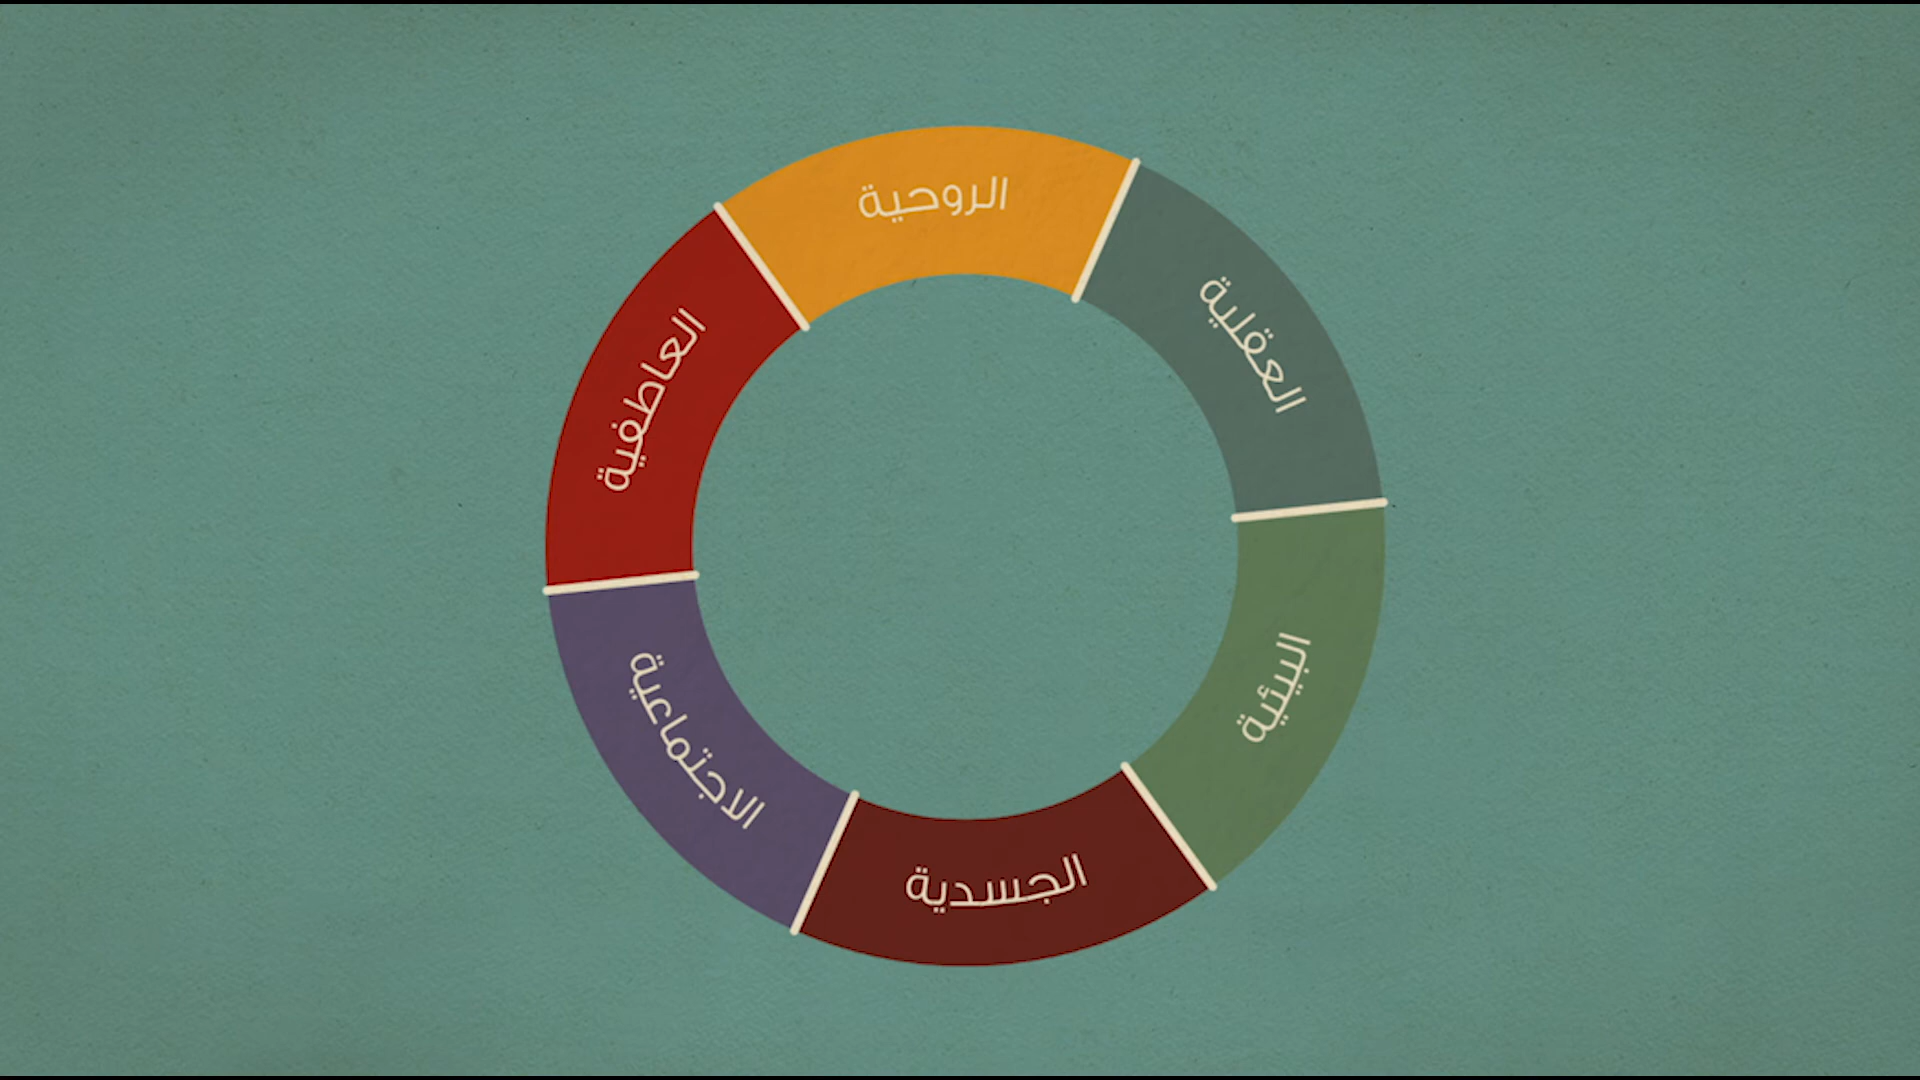 الروحية
العقلية
البيئية
الجسدية
الاجتماعية
العاطفية